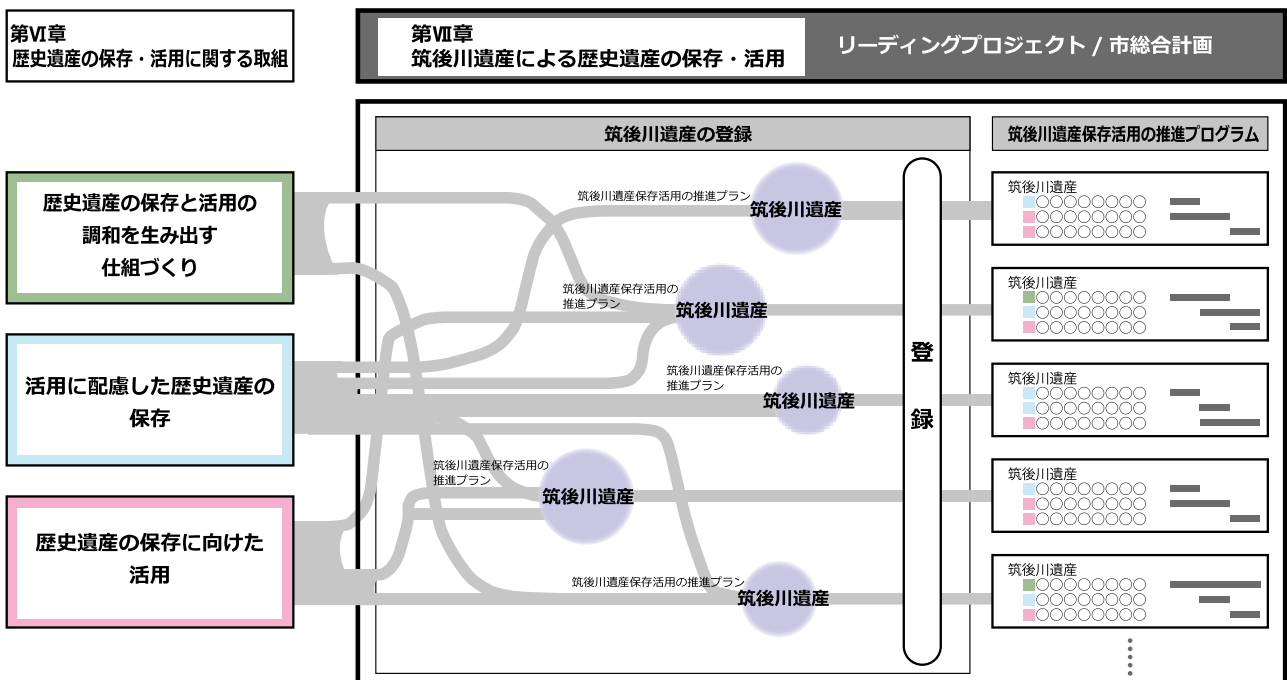 第Ⅵ章
歴史遺産の保存・活用に関する取組
第Ⅶ章
筑後川遺産による歴史遺産の保存・活用
リーディングプロジェクト / 市総合計画
歴史遺産の保存と活用の
調和を生み出す
仕組づくり
活用に配慮した歴史遺産の
保存
歴史遺産の保存に向けた
活用
筑後川遺産の登録
筑後川遺産保存活用の推進プラン
筑後川遺産
筑後川遺産保存活用の
推進プラン
筑後川遺産
筑後川遺産保存活用の
推進プラン
筑後川遺産
筑後川遺産保存活用の
推進プラン
筑後川遺産
筑後川遺産保存活用の推進プラン
筑後川遺産
登
録
筑後川遺産保存活用の推進プログラム
筑後川遺産
○○○○○○○○
○○○○○○○○
○○○○○○○○
筑後川遺産
○○○○○○○○
○○○○○○○○
○○○○○○○○
筑後川遺産
○○○○○○○○
○○○○○○○○
○○○○○○○○
筑後川遺産
○○○○○○○○
○○○○○○○○
○○○○○○○○
筑後川遺産
○○○○○○○○
○○○○○○○○
○○○○○○○○